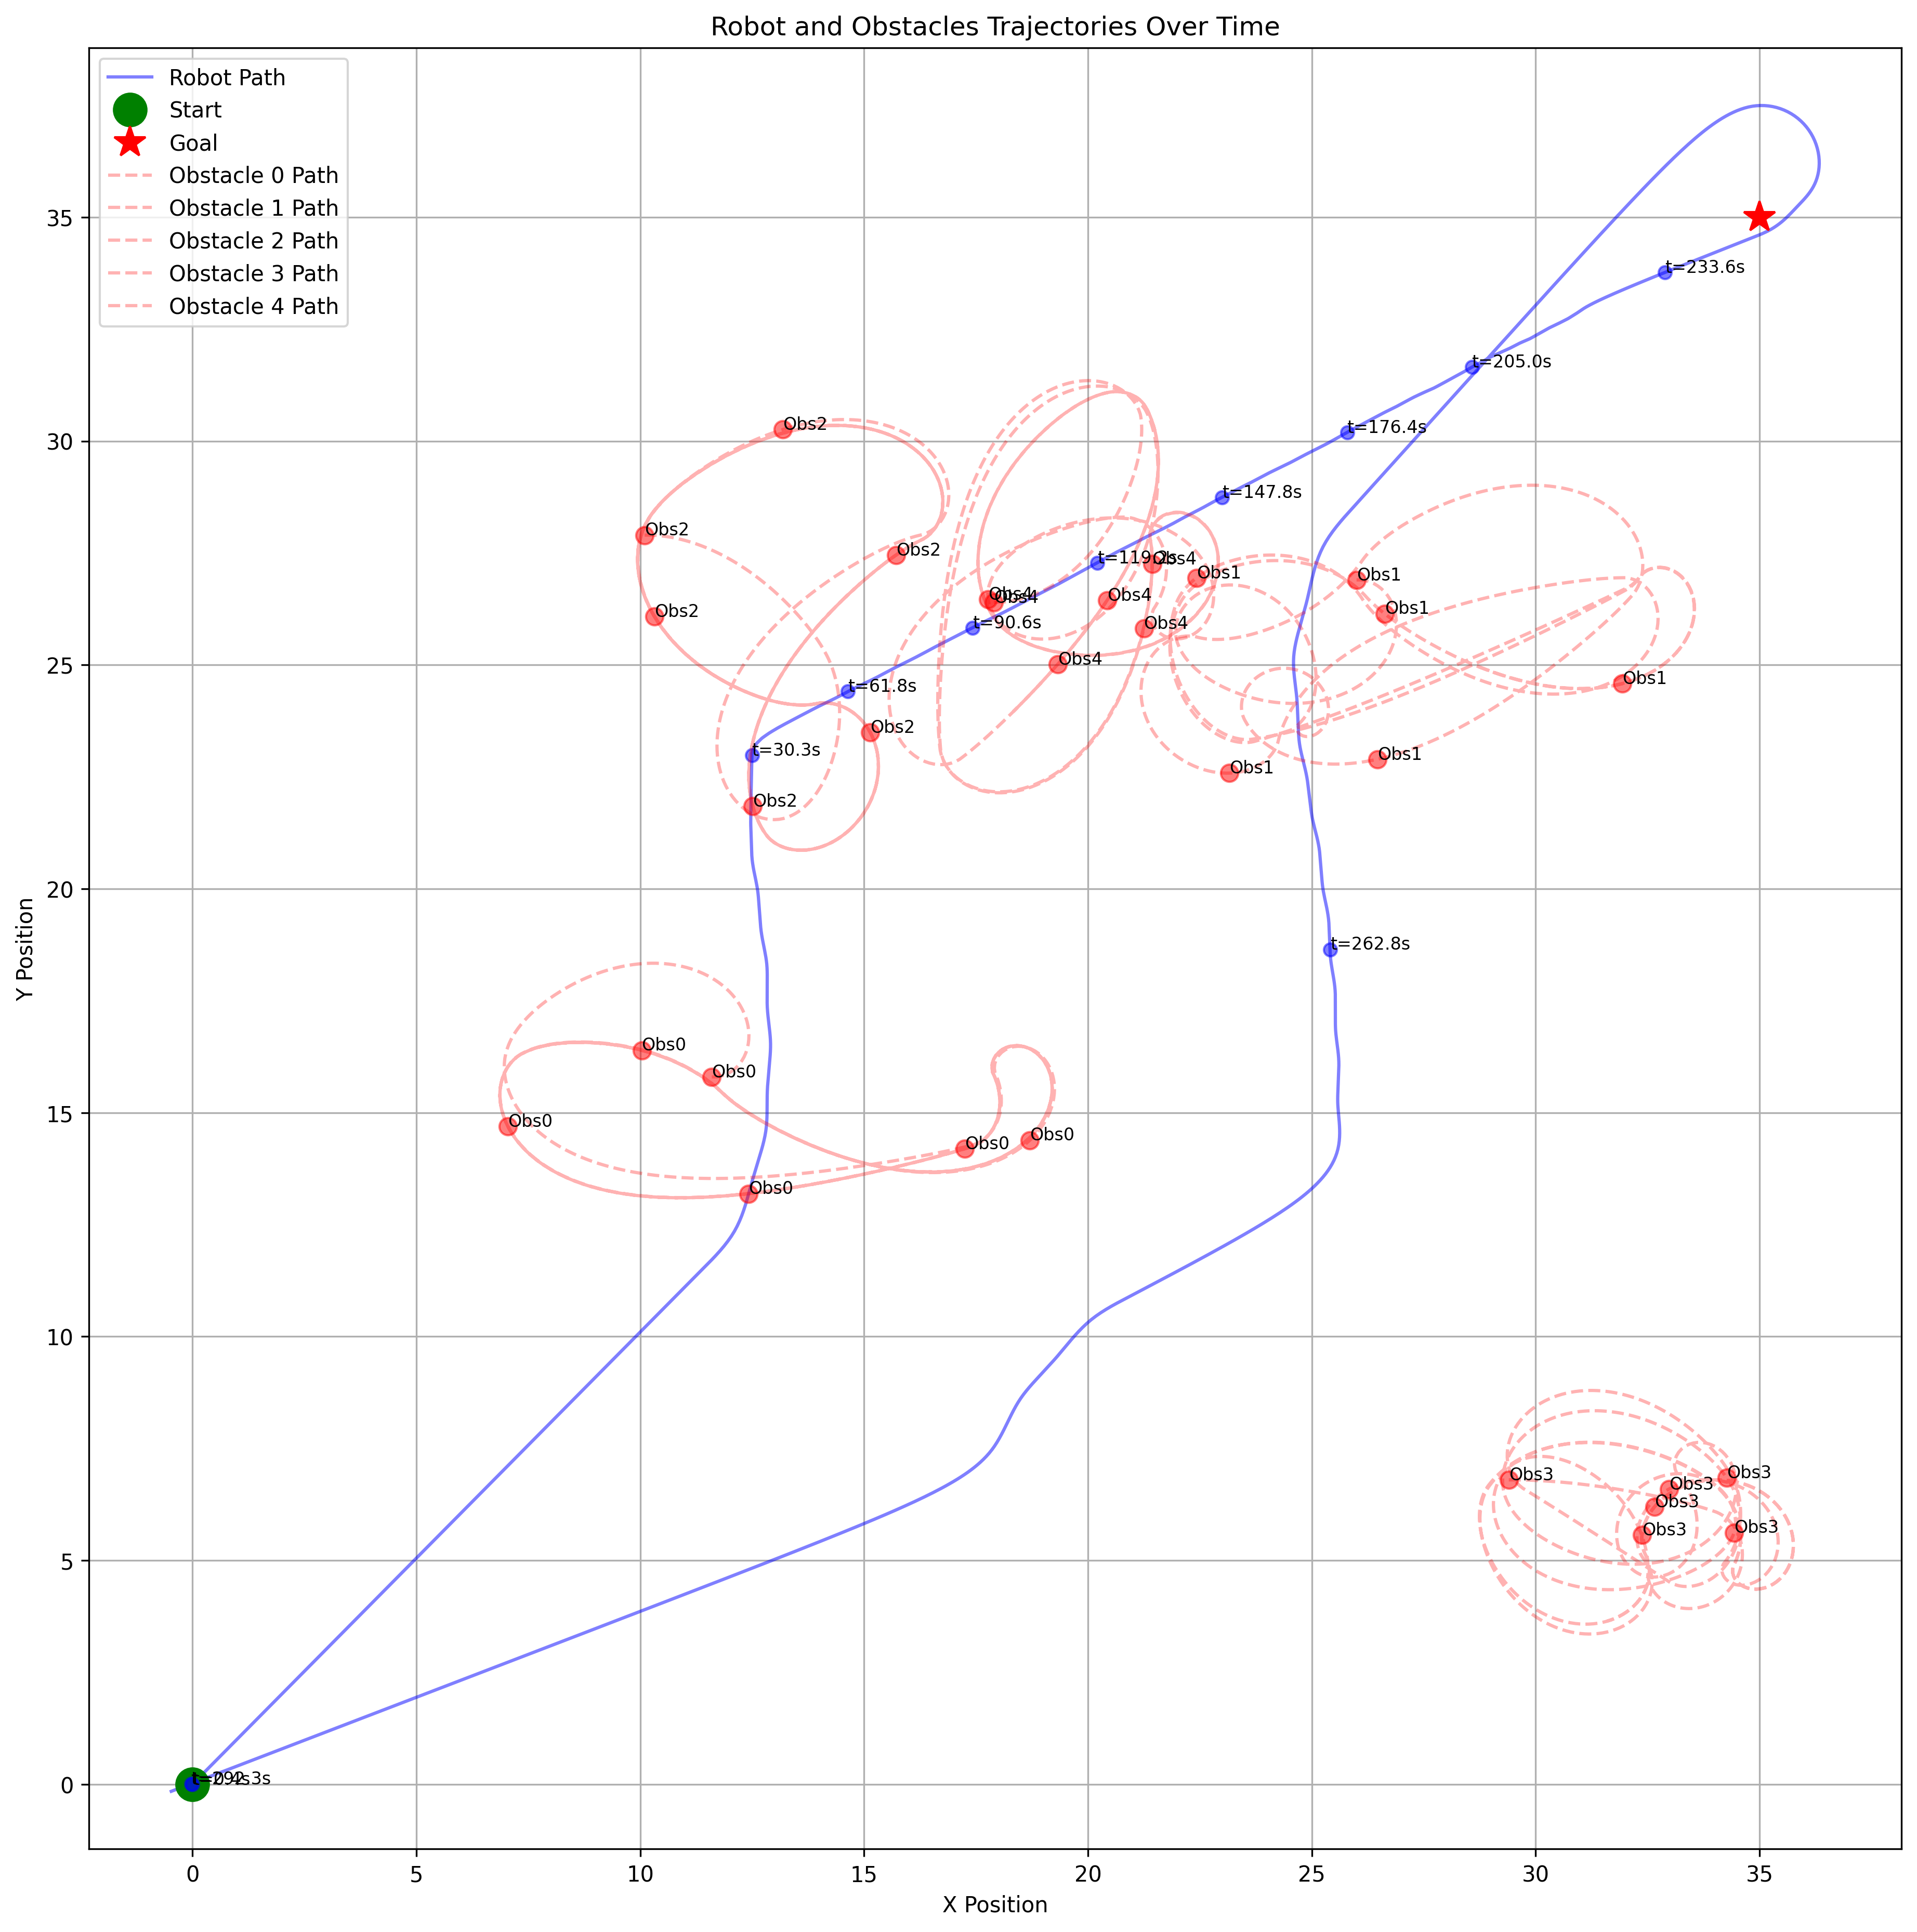 Robot and Obstacles Trajectories Over Time
Robot Path
Start
Goal
Obstacle 0 Path
Obstacle 1 Path
Obstacle 2 Path
Obstacle 3 Path
Obstacle 4 Path
Y Position
35
30
25
20
15
10
5
0
t=233.6s
t=205.0s
t=176.4s
t=147.8s
t=119.2s
t=90.6s
t=61.8s
t=30.3s
t=262.8s
Obs2
Obs2
Obs2
Obs2
Obs2
Obs2
Obs4
Obs4
Obs4
Obs4
Obs4
Obs4
Obs1
Obs1
Obs1
Obs1
Obs1
Obs1
Obs0
Obs0
Obs0
Obs0
Obs0
Obs0
Obs3
Obs3
Obs3
Obs3
Obs3
Obs3
0
5
10
15
20
25
30
35
X Position